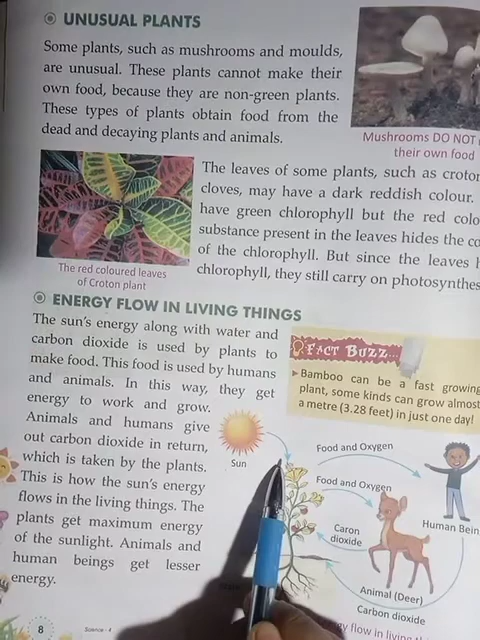 UNUSUAL PLANTS
Some plants, such as mushrooms and moulds,
are unusual. These plants cannot make their
own food, because they are non-green plants.
These types of plants obtain food from the
dead and decaying plants and animals.
Mushrooms DO NOT
their own food
The leaves of some plants, such as croton
cloves, may have a dark reddish colour.
have green chlorophyll but the red
substance present in the leaves hides the
of the chlorophyll. But since the leaves
chlorophyll, they still carry on
The red coloured leaves
of Croton plant
ENERGY FLOW IN LIVING THINGS
The sun's energy along with water and
carbon dioxide is used by plants to
make food. This food is used by humans
and animals. In this way, they get
energy to work and grow.
Animals and humans give
out carbon dioxide in return,
which is taken by the plants.
This is how the sun's energy
flows in the living things. The
plants get maximum energy
of the sunlight. Animals and
human beings get lesser
energy.
FACT BUZZ...
Bamboo can be a fast growing
plant, some kinds can grow almost
a metre (3.28 feet) in just one day!
Sun
Food and Oxygen
Food and Oxygen
Caron
dioxide
Human
Animal (Deer)
Carbon dioxide
flow in living
8
Science - 4